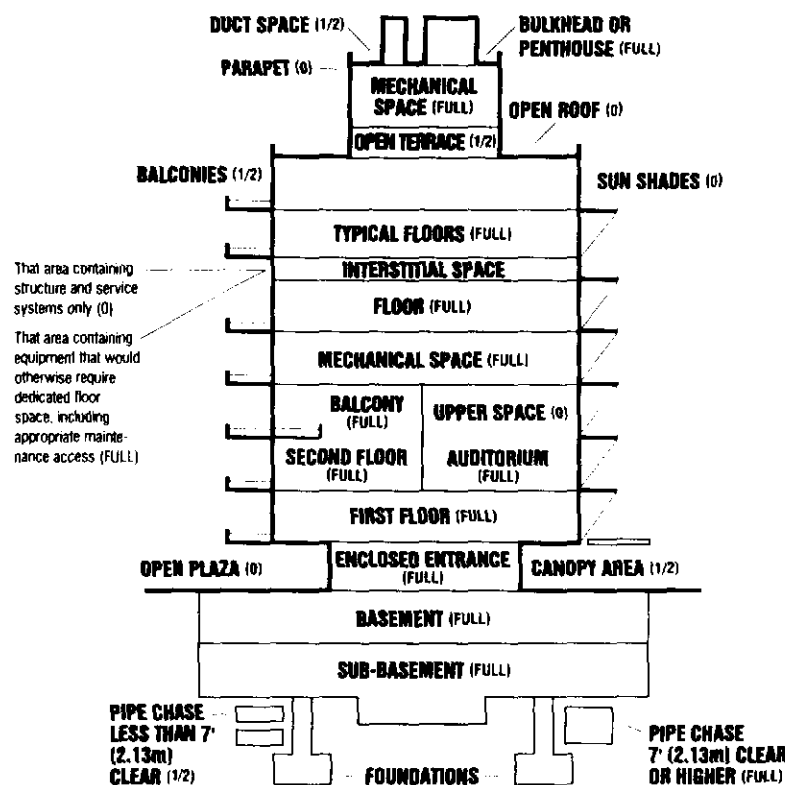 DUCT SPACE (1/2)
BULKHEAD OR
PENTHOUSE (FULL)
PARAPET (0)
MECHANICAL
SPACE (FULL)
OPEN ROOF (0)
OPEN TERRACE (1/2)
BALCONIES (1/2)
SUN SHADES (0)
TYPICAL FLOORS (FULL)
INTERSTITIAL SPACE
That area containing
structure and service
systems only (0)
FLOOR (FULL)
That area containing
equipment that would
otherwise require
dedicated floor
space, including
appropriate mainte-
nance access (FULL)
MECHANICAL SPACE (FULL)
BALCONY
(FULL)
UPPER SPACE (0)
SECOND FLOOR
(FULL)
AUDITORIUM
(FULL)
FIRST FLOOR (FULL)
OPEN PLAZA (0)
ENCLOSED ENTRANCE
(FULL)
CANOPY AREA (1/2)
BASEMENT (FULL)
SUB-BASEMENT (FULL)
PIPE CHASE
LESS THAN 7'
(2.13m)
CLEAR (1/2)
FOUNDATIONS
PIPE CHASE
7' (2.13m) CLEAR
OR HIGHER (FULL)